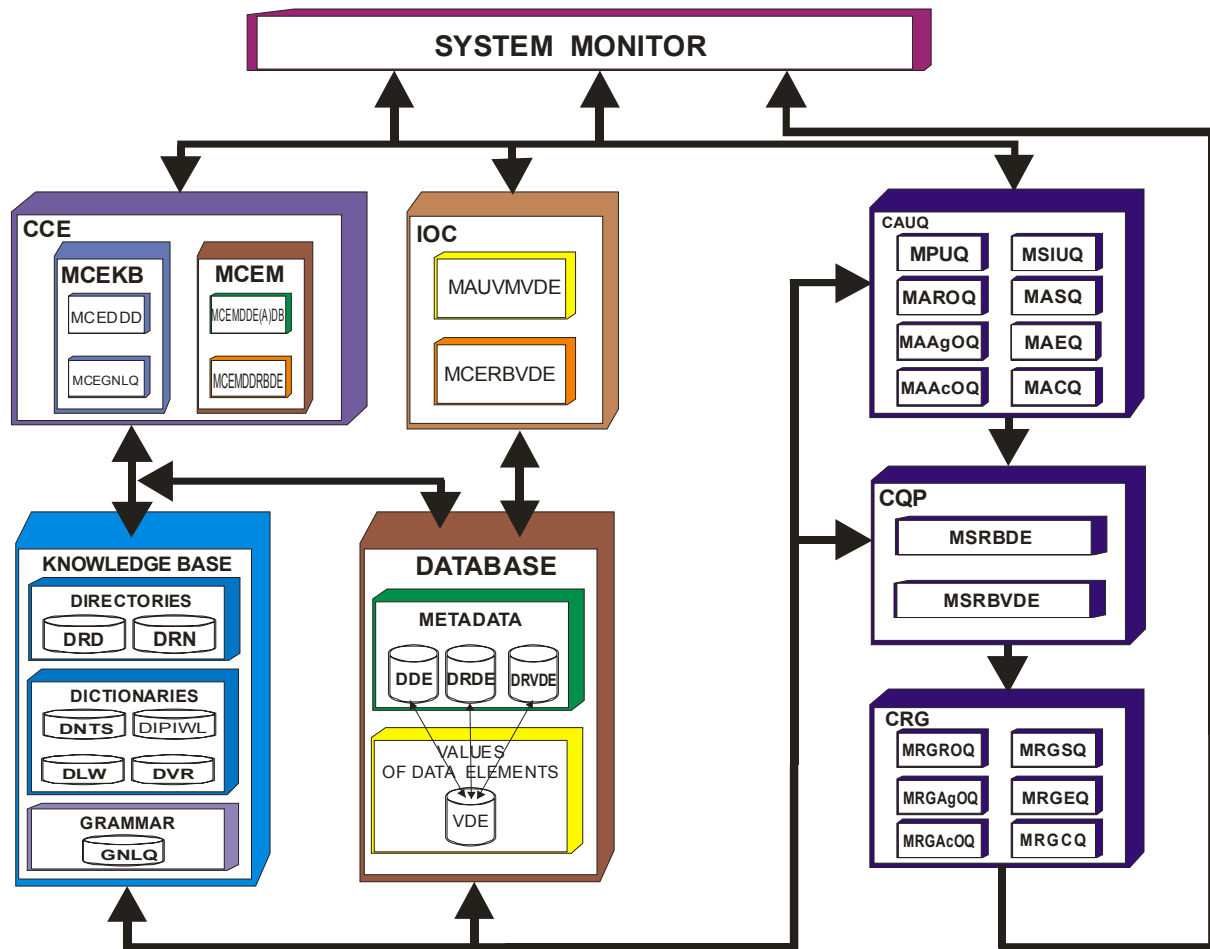 SYSTEM MONITOR
CCE
MCEKB
MCEDDD
MCEGNLQ
MCEM
MCEMDDE(A)DB
MCEMDDRBDE
IOC
MAUVMVDE
MCERBVDE
CAUQ
MPUQ
MSIUQ
MAROQ
MASQ
MAAgOQ
MAEQ
MAAcOQ
MACQ
CQP
MSRBDE
MSRBVDE
KNOWLEDGE BASE
DIRECTORIES
DRD
DRN
DICTIONARIES
DNTS
DIPIWL
DLW
DVR
GRAMMAR
GNLQ
DATABASE
METADATA
DDE
DRDE
DRVDE
VALUES
OF DATA ELEMENTS
VDE
CRG
MRGROQ
MRGSQ
MRGAgOQ
MRGEQ
MRGAcOQ
MRGCQ